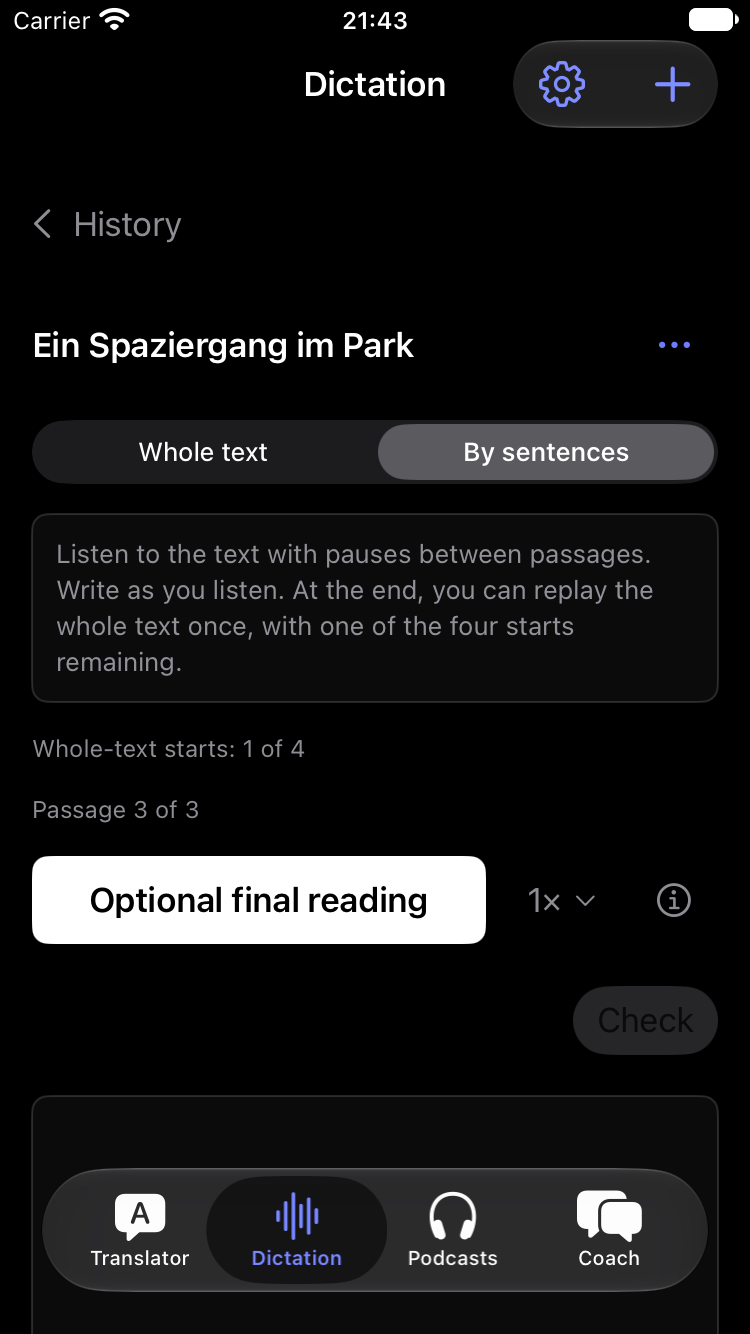 Carrier 21:43
Dictation
History
Ein Spaziergang im Park
Whole text By sentences
Listen to the text with pauses between passages.
Write as you listen. At the end, you can replay the
whole text once, with one of the four starts
remaining.
Whole-text starts: 1 of 4
Passage 3 of 3
Optional final reading 1×
Check
A
Translator Dictation Podcasts Coach